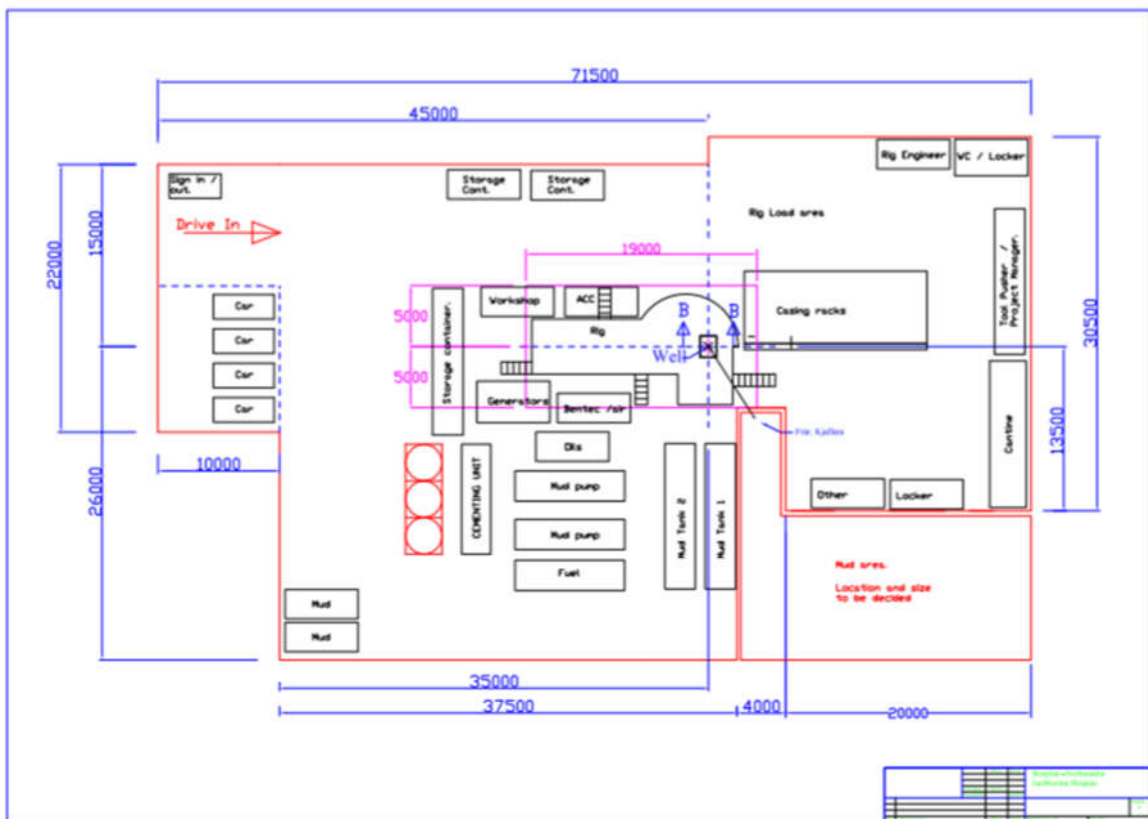 71500
45000
Rig Engineer
WC / Locker
Sign in /
out.
Storage
Cont.
Storage
Cont.
Rig Load area
Drive In
19000
22000
15000
30500
Tool Pusher /
Project Manager.
Car
Car
Car
Car
Storage container.
Workshop
ACC
5000
5000
Rig
B
B
Well
Casing racks
Generators
Bentec /air
Cantine
13500
10000
26000
CEMENTING UNIT
Mud pump
Mud pump
Fuel
Mud Tank 2
Mud Tank 1
Other
Locker
Mud area.
Location and size
to be decided
Mud
Mud
35000
37500
4000
20000